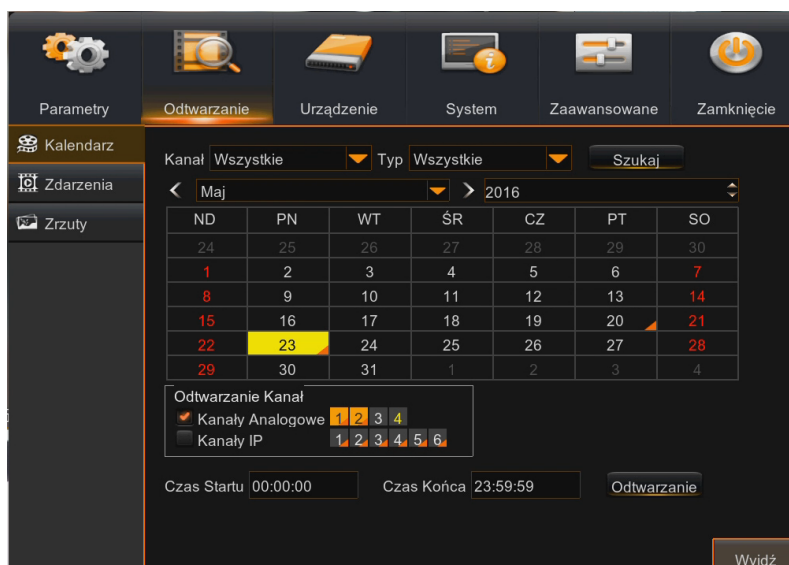 Parametry Odtwarzanie Urządzenie System Zaawansowane Zamknięcie
Kalendarz
Zdarzenia
Zrzuty
Kanał Wszystkie Typ Wszystkie Szukaj
Maj 2016
ND PN WT ŚR CZ PT SO
24 25 26 27 28 29 30
1 2 3 4 5 6 7
8 9 10 11 12 13 14
15 16 17 18 19 20 21
22 23 24 25 26 27 28
29 30 31 1 2 3 4
Odtwarzanie Kanał
Kanały Analogowe 1 2 3 4
Kanały IP 1 2 3 4 5 6
Czas Startu 00:00:00 Czas Końca 23:59:59 Odtwarzanie
Wyjdź